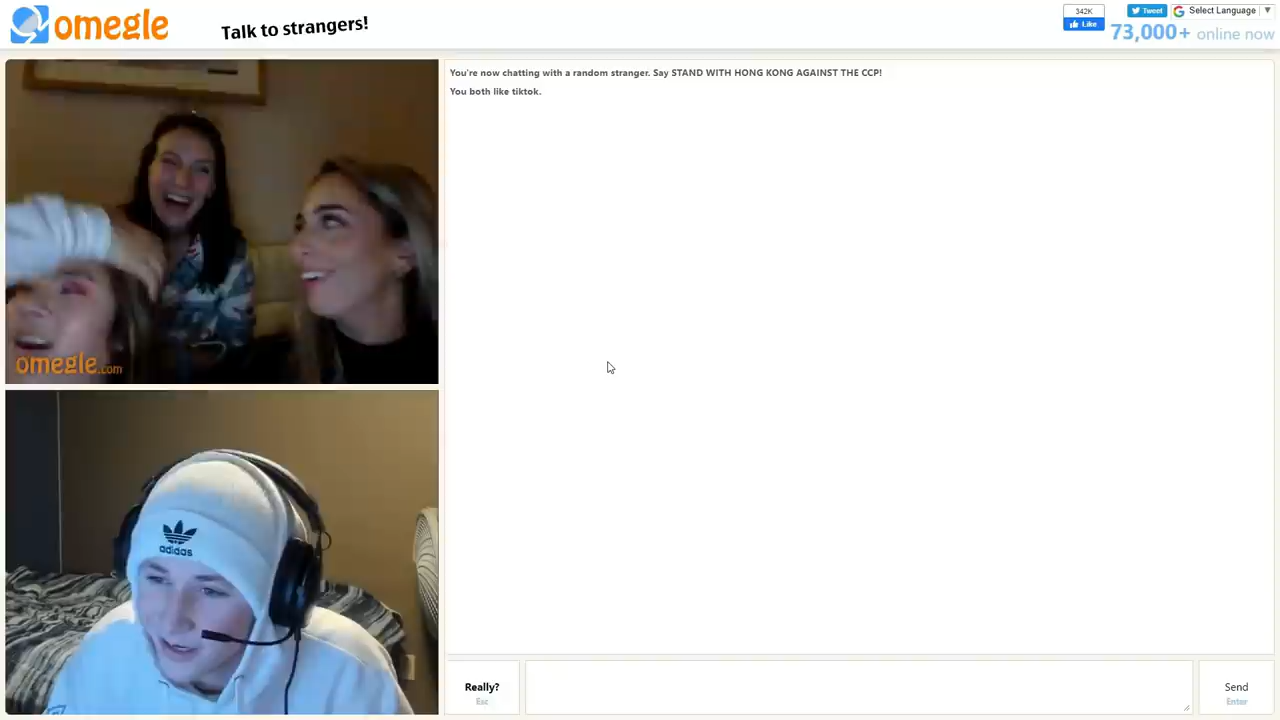 omegle
Talk to strangers!
342K
Like
Tweet
Select Language
73,000+ online now
You're now chatting with a random stranger. Say STAND WITH HONG KONG AGAINST THE CCP!
You both like tiktok.
omegle.com
adidas
Really?
Esc
Send
Enter